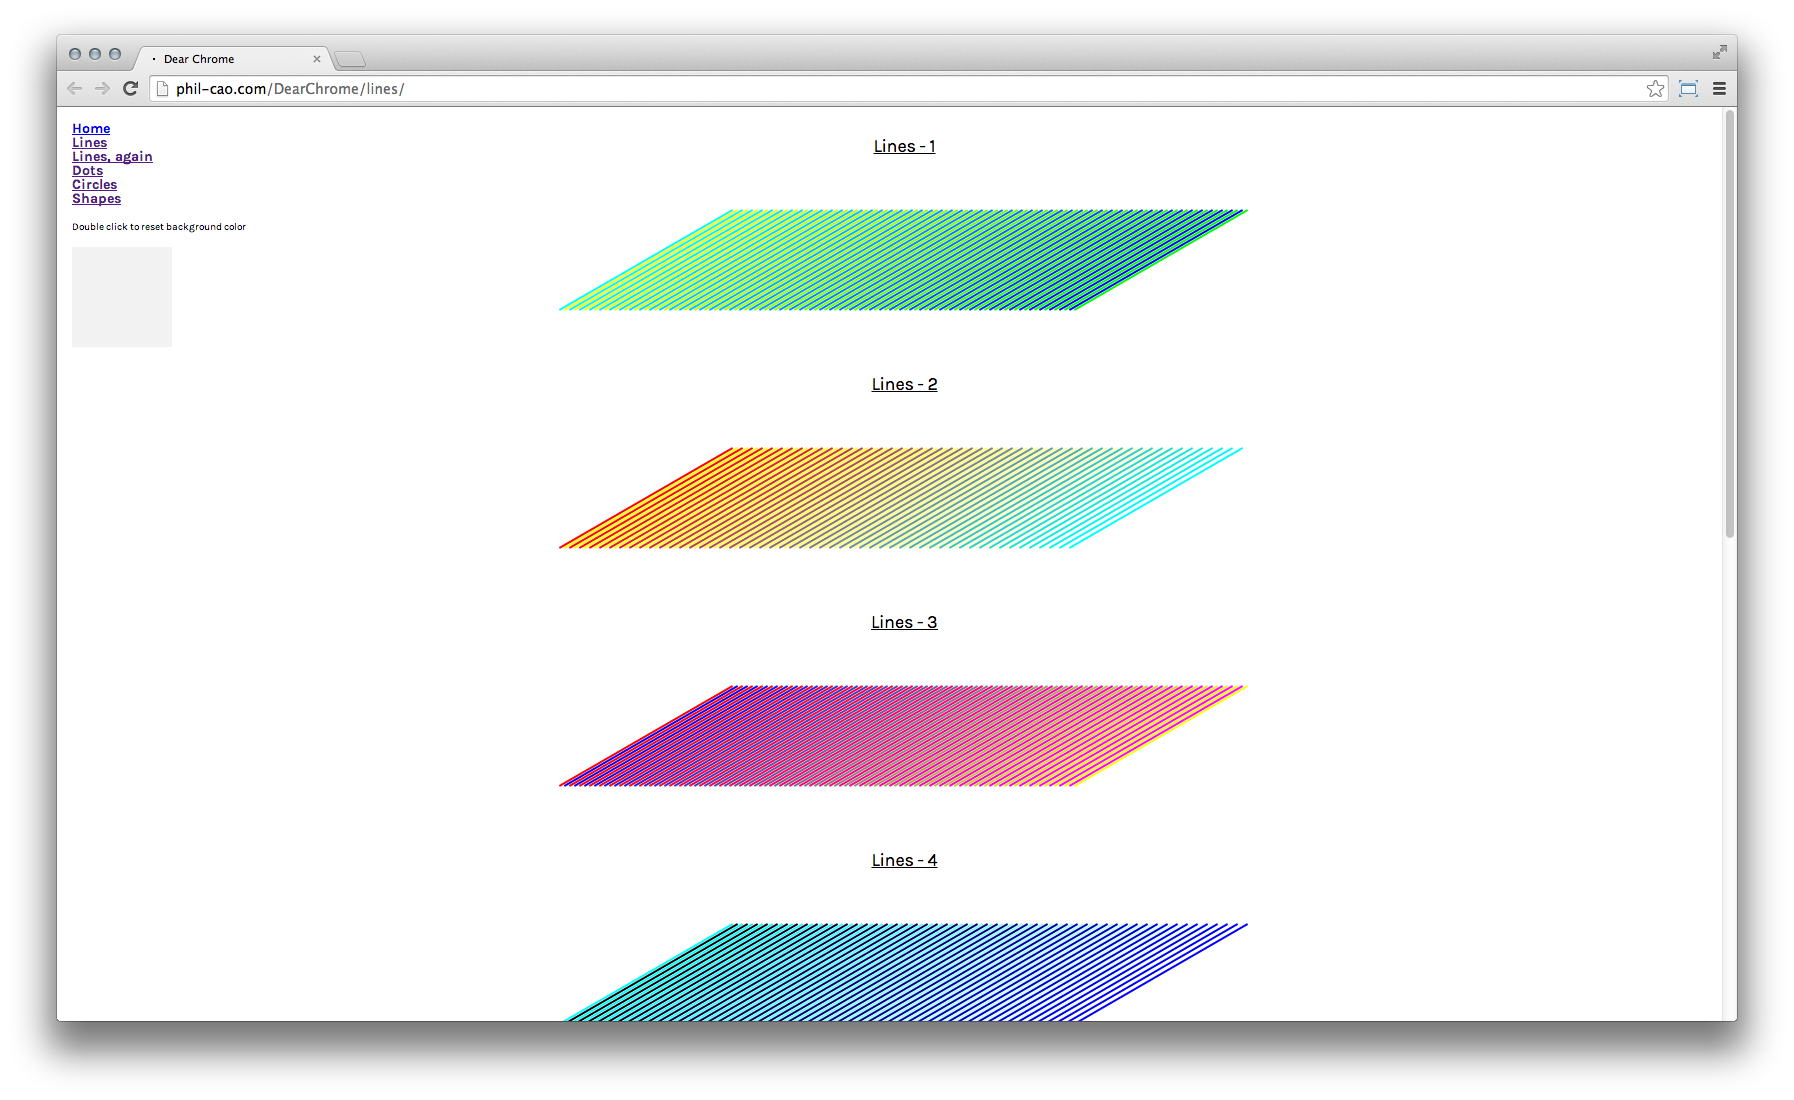 Dear Chrome
phil-cao.com/DearChrome/lines/
Home
Lines
Lines, again
Dots
Circles
Shapes
Double click to reset background color
Lines - 1
Lines - 2
Lines - 3
Lines - 4